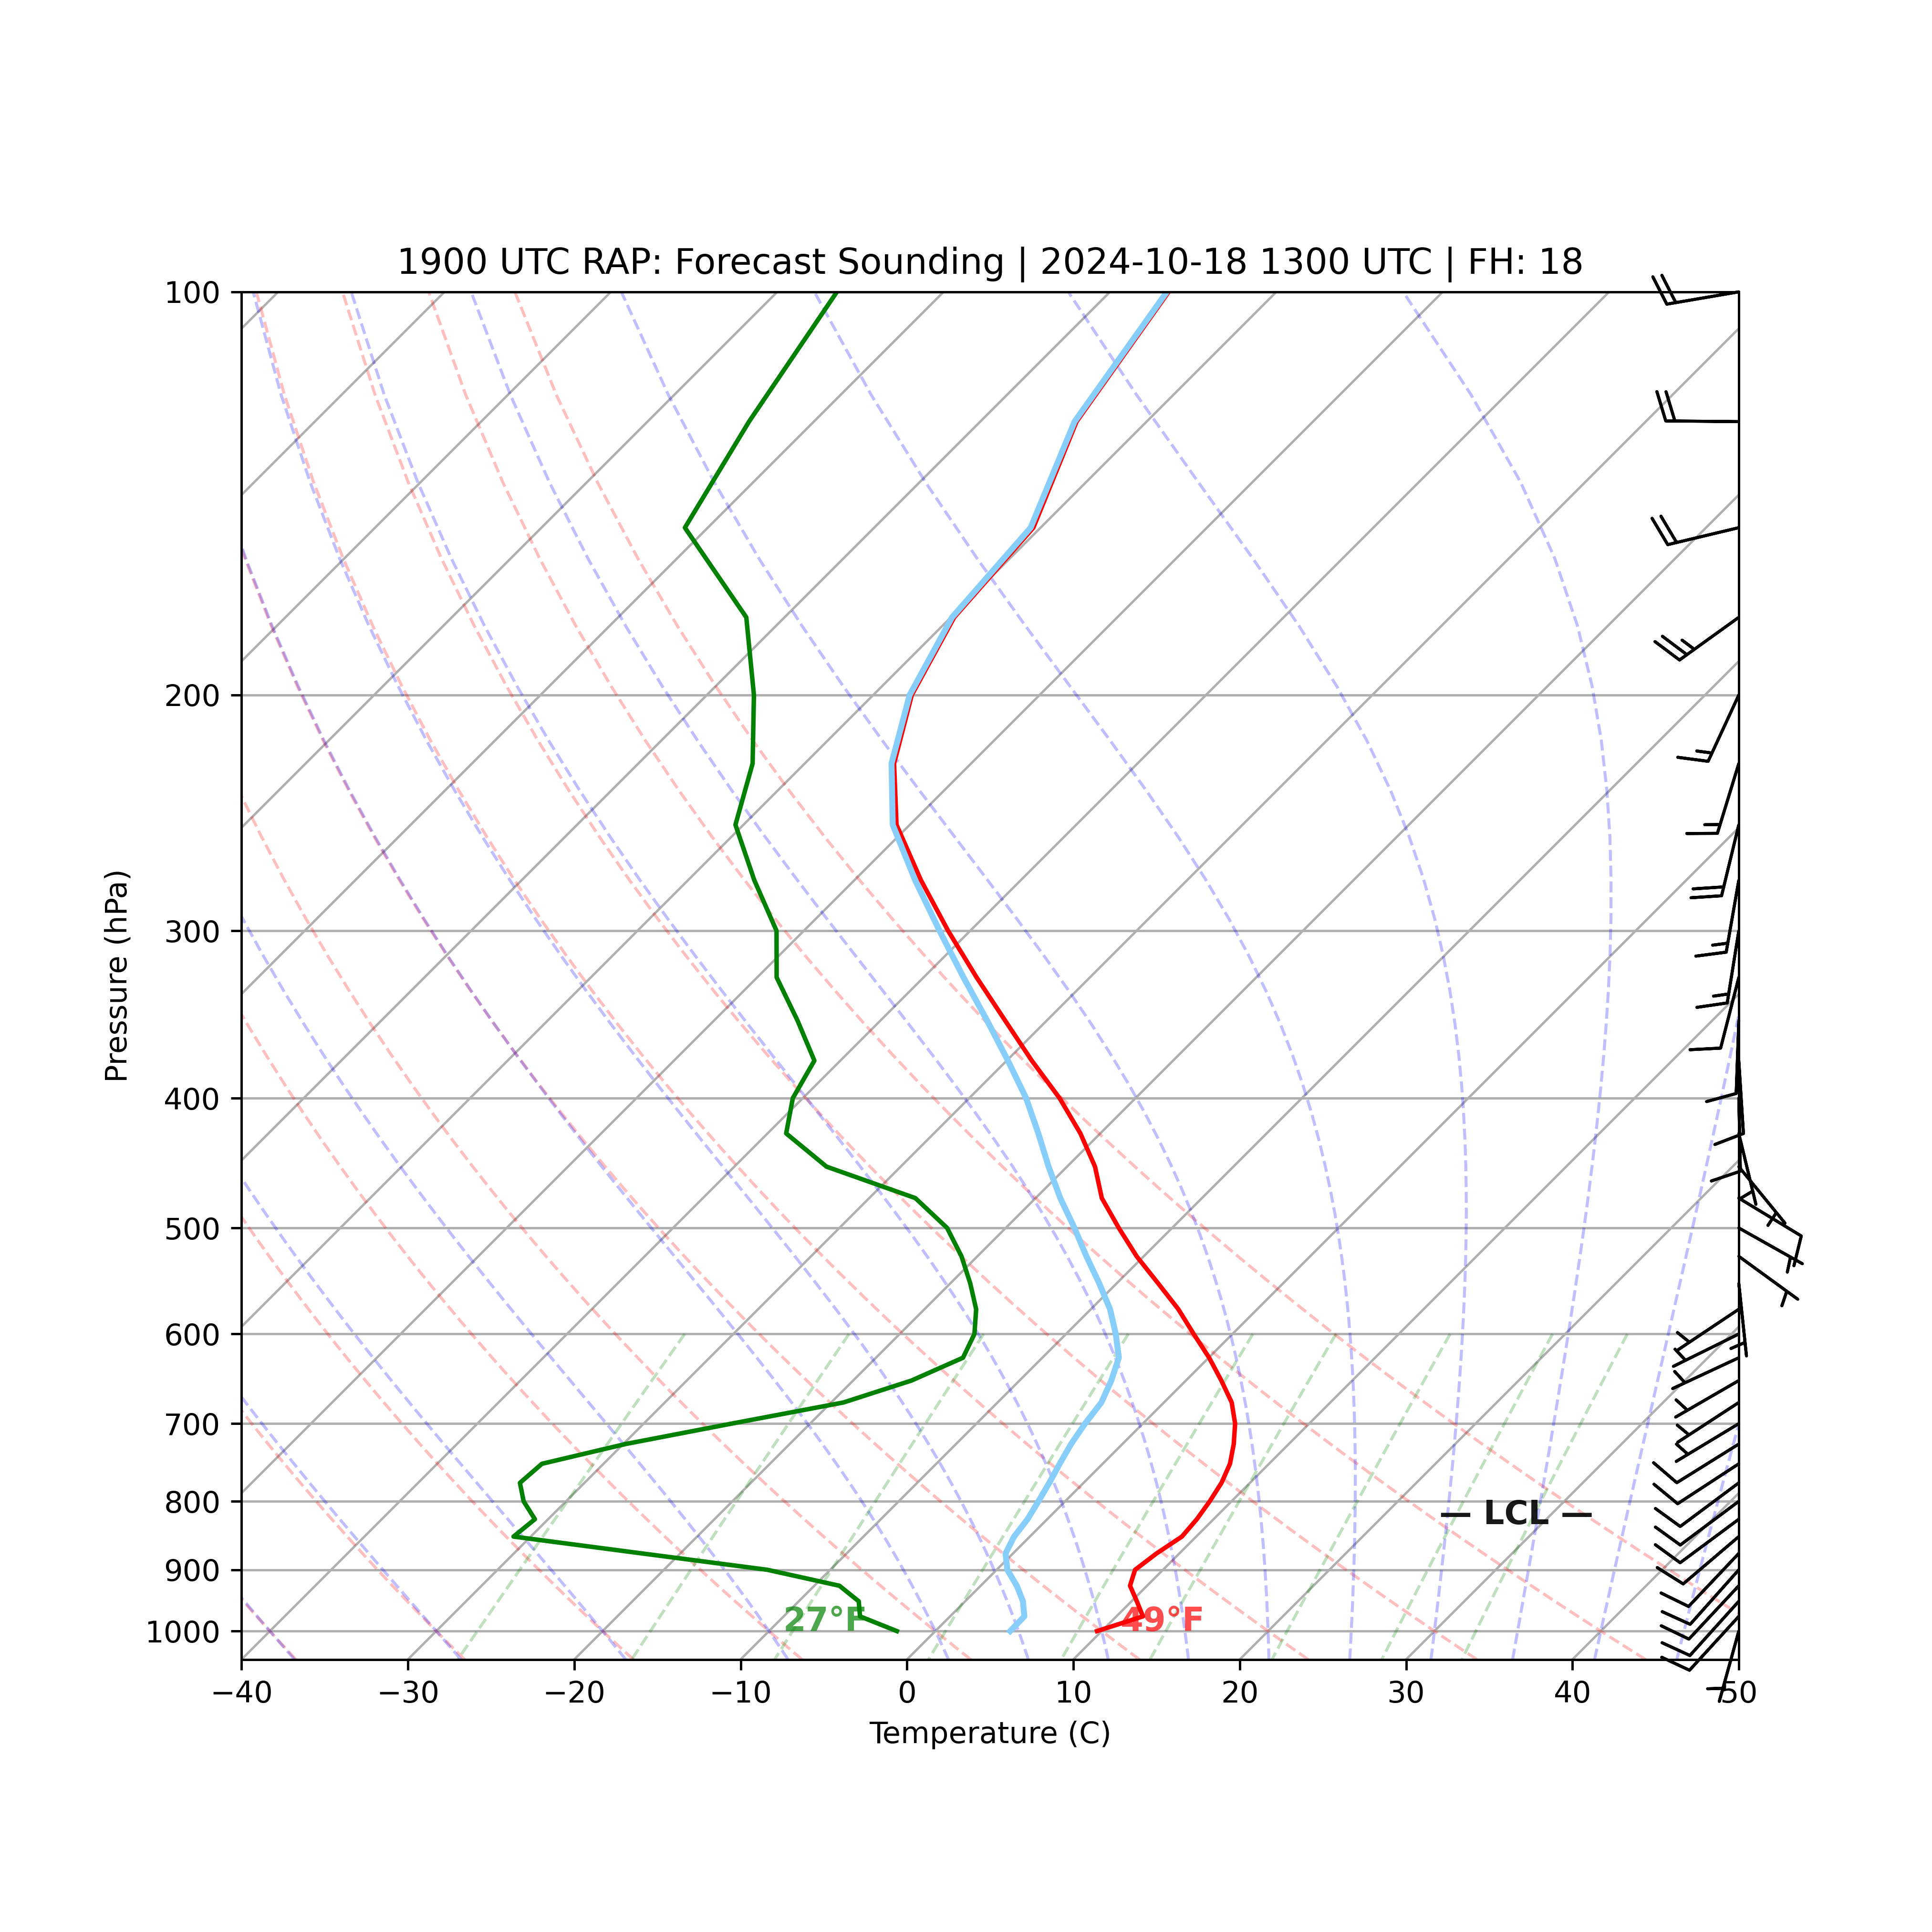 1900 UTC RAP: Forecast Sounding | 2024-10-18 1300 UTC | FH: 18
100
200
300
400
500
600
700
800
900
1000
Pressure (hPa)
— LCL —
27°F
49°F
−40 −30 −20 −10 0 10 20 30 40 50
Temperature (C)